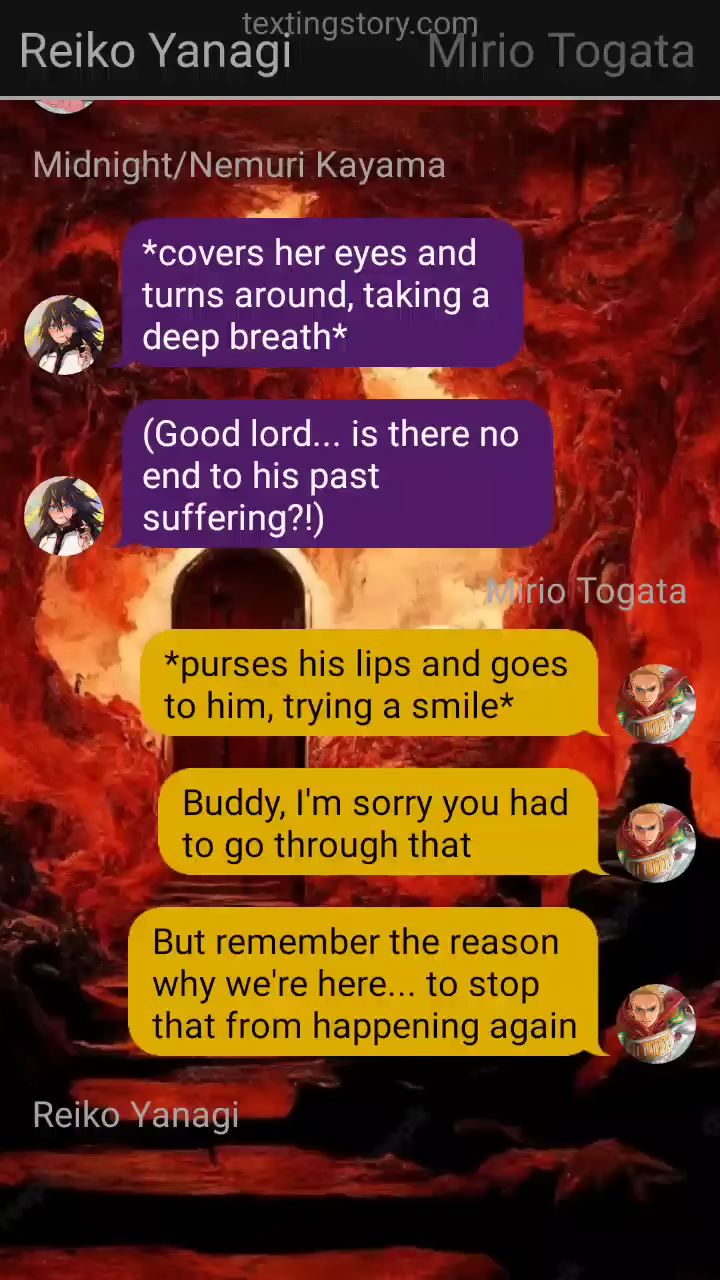 textingstory.com
Reiko Yanagi
Mirio Togata
Midnight/Nemuri Kayama
*covers her eyes and
turns around, taking a
deep breath*
(Good lord... is there no
end to his past
suffering?!)
Mirio Togata
*purses his lips and goes
to him, trying a smile*
Buddy, I'm sorry you had
to go through that
But remember the reason
why we're here... to stop
that from happening again
Reiko Yanagi